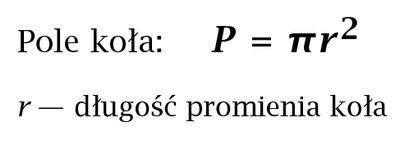 Pole koła: P = πr²
r — długość promienia koła